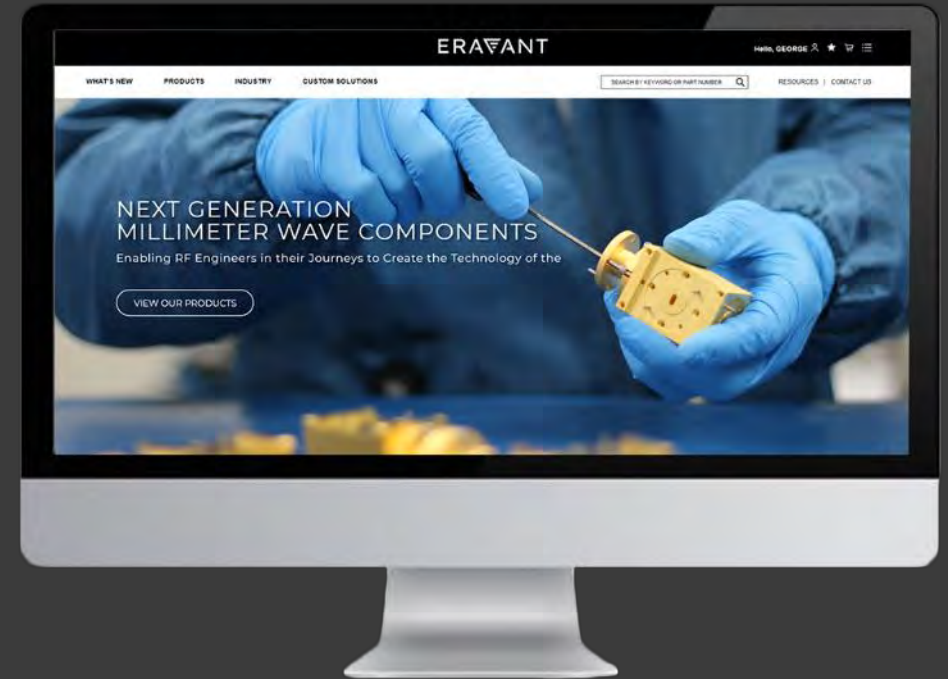 ERAVANT
Hello, GEORGE
WHAT'S NEW PRODUCTS INDUSTRY CUSTOM SOLUTIONS SEARCH BY KEYWORD OR PART NUMBER RESOURCES | CONTACT US
NEXT GENERATION
MILLIMETER WAVE COMPONENTS
Enabling RF Engineers in their Journeys to Create the Technology of the
VIEW OUR PRODUCTS